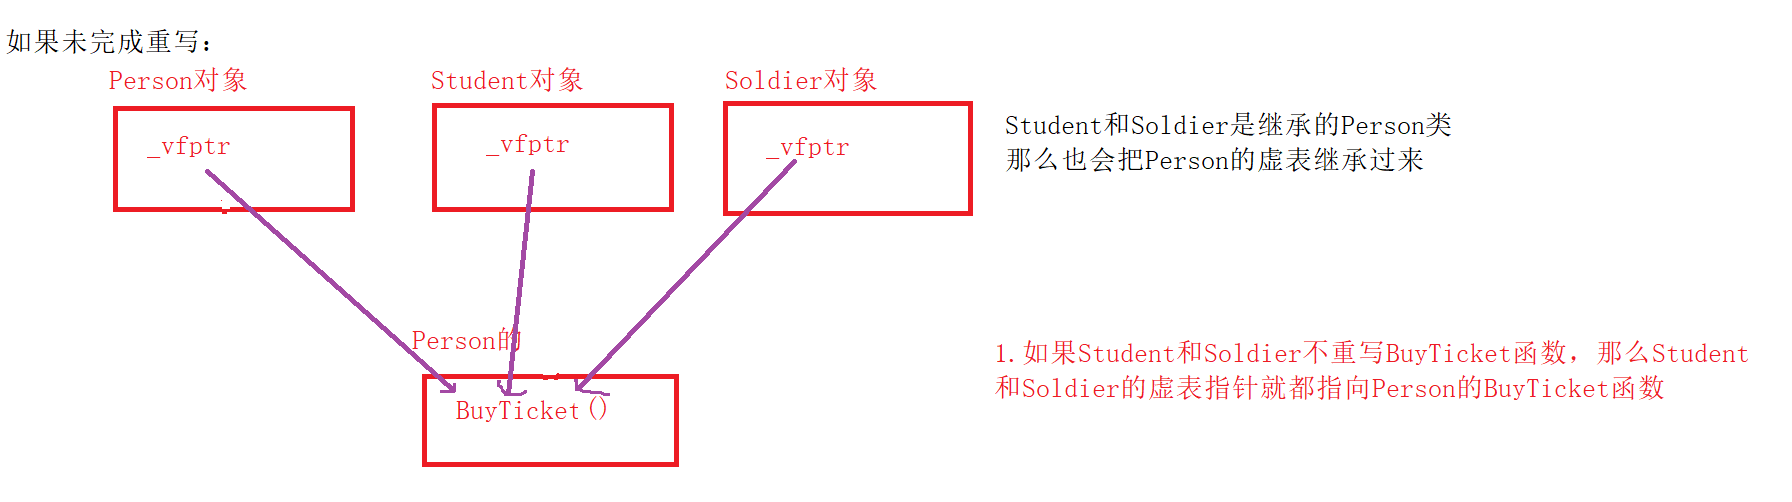 如果未完成重写：
Person对象
Student对象
Soldier对象
_vfptr
_vfptr
_vfptr
Student和Soldier是继承的Person类
那么也会把Person的虚表继承过来
Person的
BuyTicket()
1.如果Student和Soldier不重写BuyTicket函数，那么Student
和Soldier的虚表指针就都指向Person的BuyTicket函数